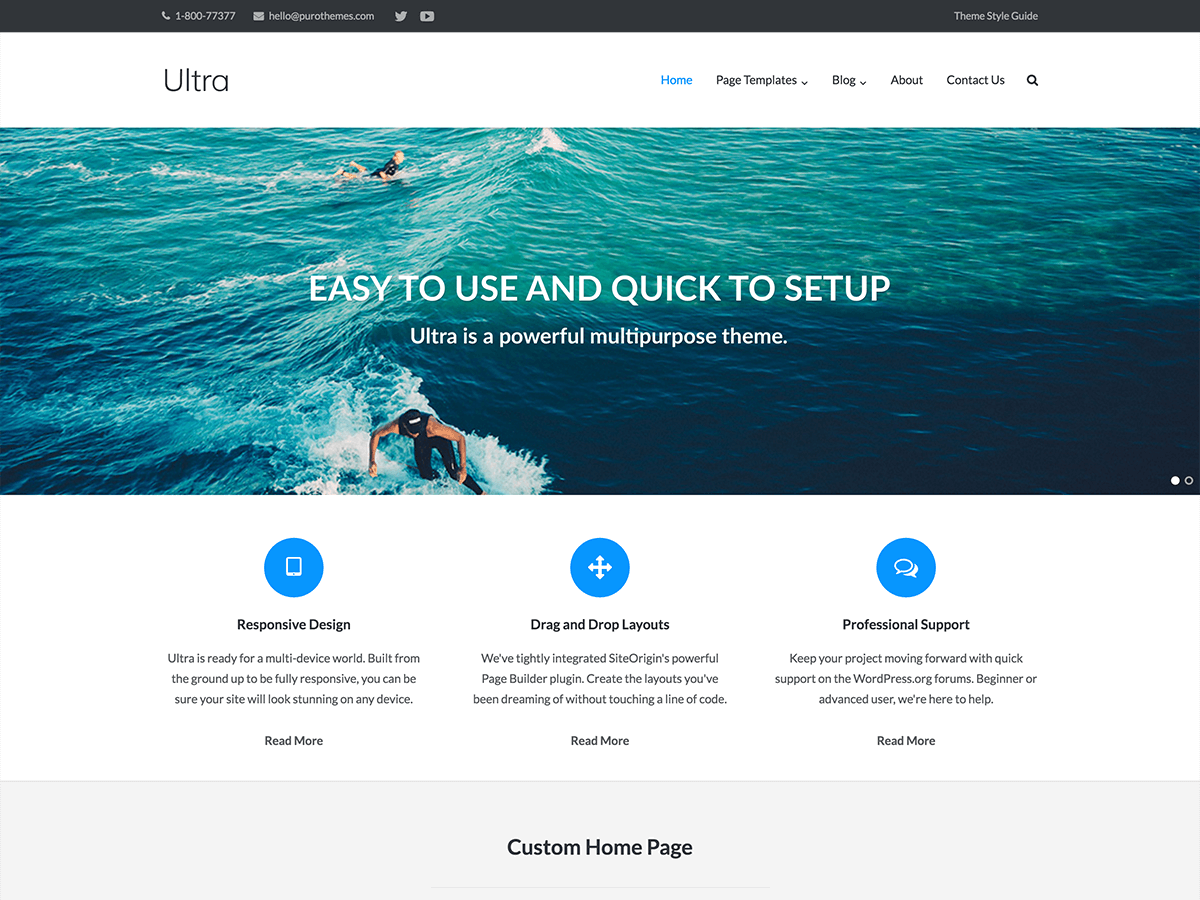 1-800-77377 hello@purothemes.com Theme Style Guide
Ultra Home Page Templates Blog About Contact Us
EASY TO USE AND QUICK TO SETUP
Ultra is a powerful multipurpose theme.
Responsive Design
Ultra is ready for a multi-device world. Built from
the ground up to be fully responsive, you can be
sure your site will look stunning on any device.
Read More
Drag and Drop Layouts
We've tightly integrated SiteOrigin's powerful
Page Builder plugin. Create the layouts you've
been dreaming of without touching a line of code.
Read More
Professional Support
Keep your project moving forward with quick
support on the WordPress.org forums. Beginner or
advanced user, we're here to help.
Read More
Custom Home Page